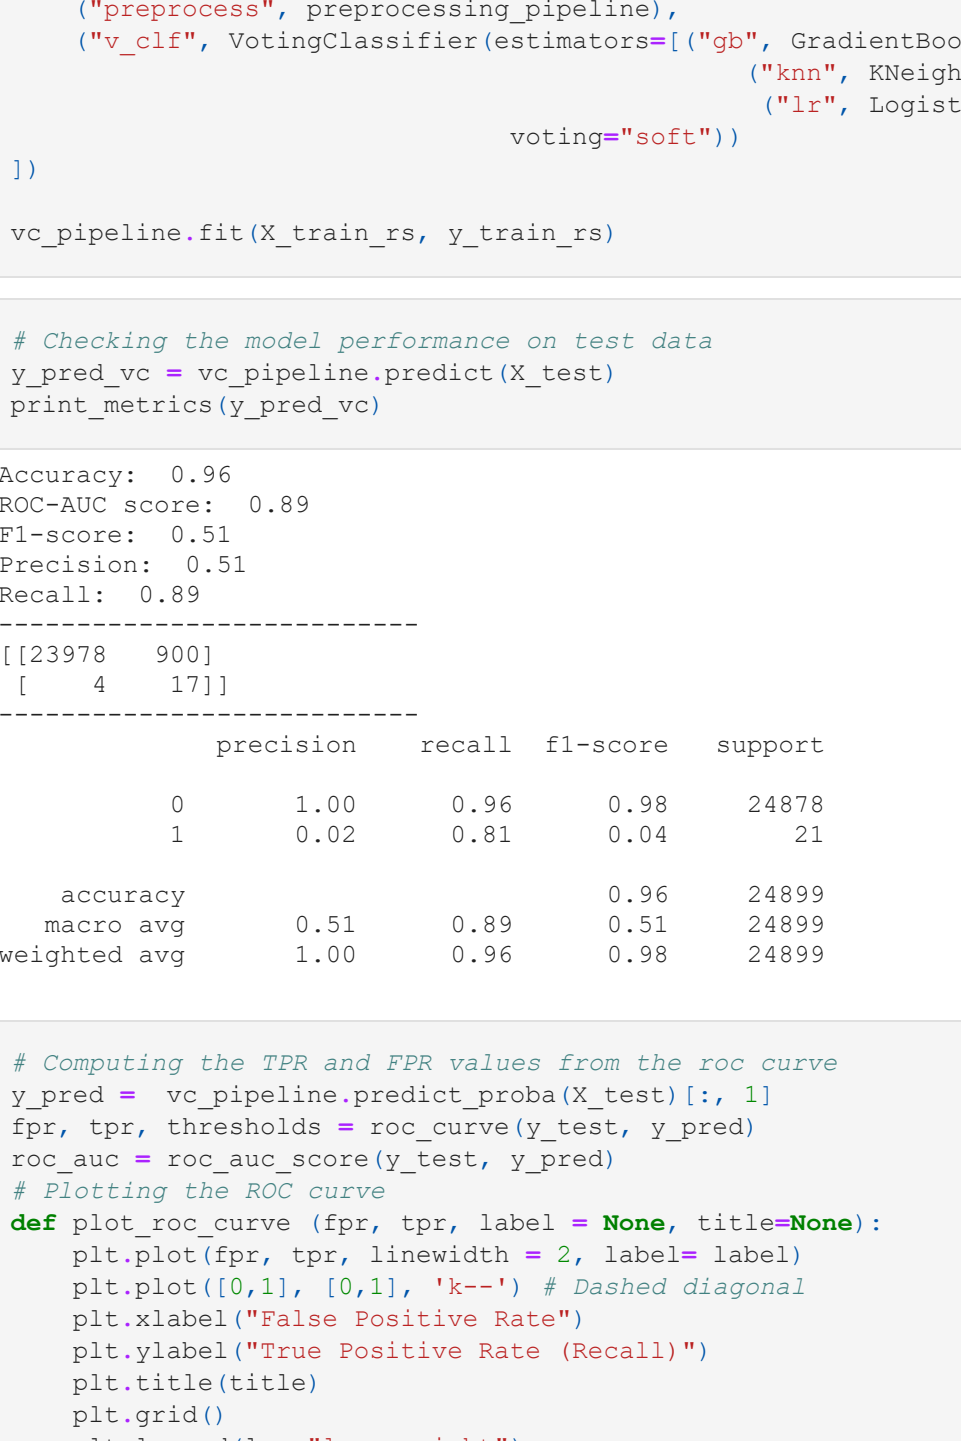 ("preprocess", preprocessing_pipeline),
("v_clf", VotingClassifier(estimators=[("gb", GradientBoo
("knn", KNeigh
("lr", Logist
voting="soft"))
])
vc_pipeline.fit(X_train_rs, y_train_rs)
# Checking the model performance on test data
y_pred_vc = vc_pipeline.predict(X_test)
print_metrics(y_pred_vc)
Accuracy:  0.96
ROC-AUC score:  0.89
F1-score:  0.51
Precision:  0.51
Recall:  0.89
---------------------------
[[23978   900]
[    4    17]]
---------------------------
precision    recall  f1-score   support
0       1.00      0.96      0.98     24878
1       0.02      0.81      0.04        21
accuracy                           0.96     24899
macro avg       0.51      0.89      0.51     24899
weighted avg       1.00      0.96      0.98     24899
# Computing the TPR and FPR values from the roc curve
y_pred =  vc_pipeline.predict_proba(X_test)[:, 1]
fpr, tpr, thresholds = roc_curve(y_test, y_pred)
roc_auc = roc_auc_score(y_test, y_pred)
# Plotting the ROC curve
def plot_roc_curve (fpr, tpr, label = None, title=None):
plt.plot(fpr, tpr, linewidth = 2, label= label)
plt.plot([0,1], [0,1], 'k--') # Dashed diagonal
plt.xlabel("False Positive Rate")
plt.ylabel("True Positive Rate (Recall)")
plt.title(title)
plt.grid()